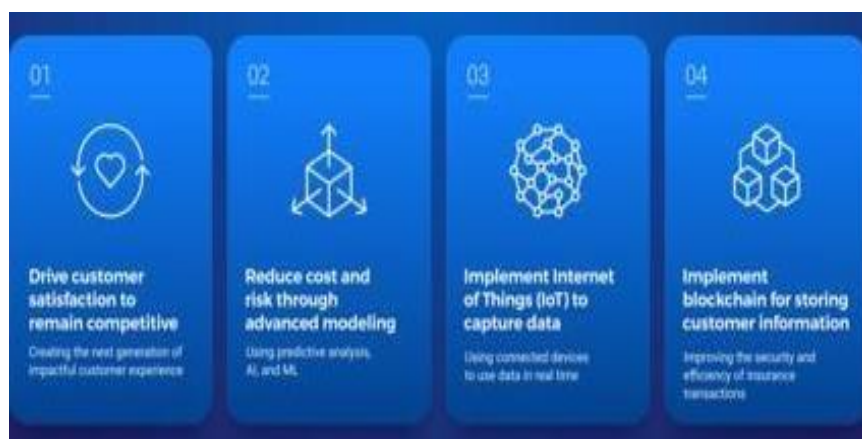 01
Drive customer
satisfaction to
remain competitive
Creating the next generation of
impactful customer experience
02
Reduce cost and
risk through
advanced modeling
Using predictive analysis,
AI, and ML
03
Implement Internet
of Things (IoT) to
capture data
Using connected devices
to use data in real time
04
Implement
blockchain for storing
customer information
Improving the security and
efficiency of insurance
transactions